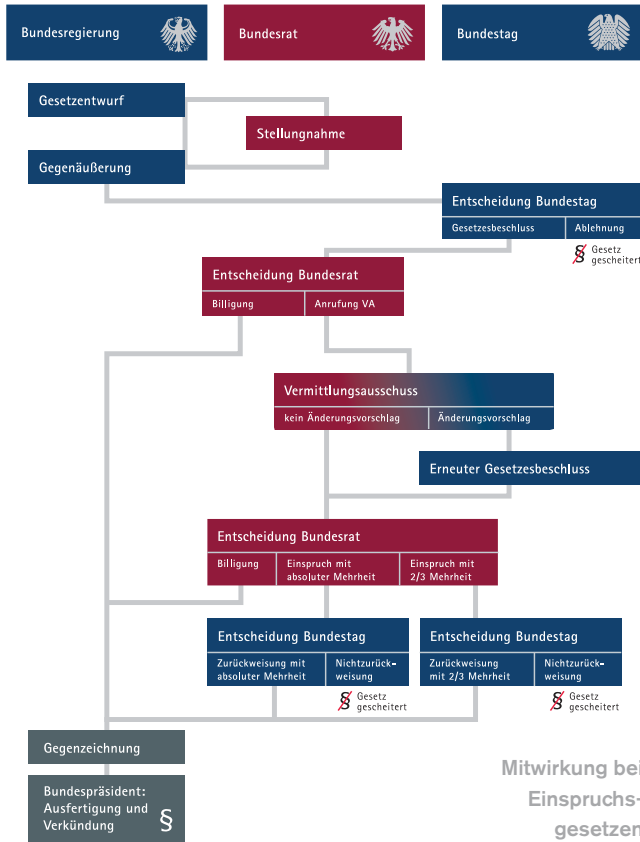 Bundesregierung
Bundesrat
Bundestag
Gesetzentwurf
Stellungnahme
Gegenäußerung
Entscheidung Bundestag
Gesetzesbeschluss
Ablehnung
§ Gesetz
gescheitert
Entscheidung Bundesrat
Billigung
Anrufung VA
Vermittlungsausschuss
kein Änderungsvorschlag
Änderungsvorschlag
Erneuter Gesetzesbeschluss
Entscheidung Bundesrat
Billigung
Einspruch mit
absoluter Mehrheit
Einspruch mit
2/3 Mehrheit
Entscheidung Bundestag
Zurückweisung mit
absoluter Mehrheit
Nichtzurück-
weisung
§ Gesetz
gescheitert
Entscheidung Bundestag
Zurückweisung
mit 2/3 Mehrheit
Nichtzurück-
weisung
§ Gesetz
gescheitert
Gegenzeichnung
Bundespräsident:
Ausfertigung und
Verkündung §
Mitwirkung bei
Einspruchs-
gesetzen